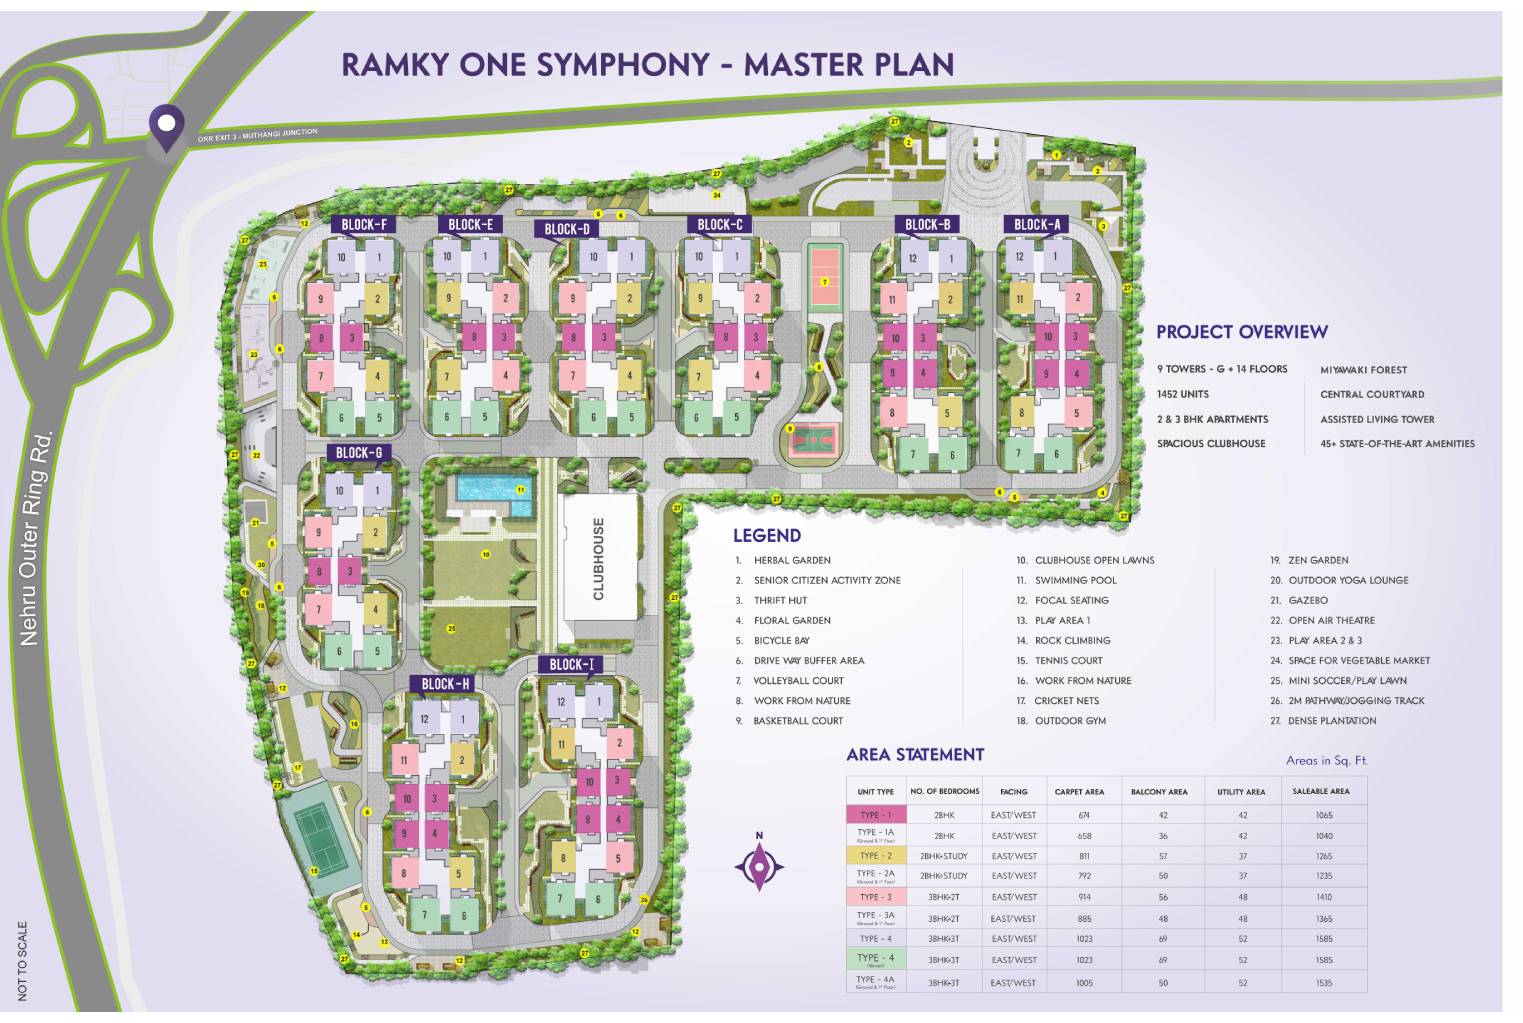 RAMKY ONE SYMPHONY - MASTER PLAN
ORR EXIT 3 - MUTHANGI JUNCTION
Nehru Outer Ring Rd.
NOT TO SCALE
BLOCK-F
BLOCK-E
BLOCK-D
BLOCK-C
BLOCK-B
BLOCK-A
BLOCK-G
BLOCK-H
BLOCK-I
CLUBHOUSE
PROJECT OVERVIEW
9 TOWERS - G + 14 FLOORS
1452 UNITS
2 & 3 BHK APARTMENTS
SPACIOUS CLUBHOUSE
MIYAWAKI FOREST
CENTRAL COURTYARD
ASSISTED LIVING TOWER
45+ STATE-OF-THE-ART AMENITIES
LEGEND
1. HERBAL GARDEN
2. SENIOR CITIZEN ACTIVITY ZONE
3. THRIFT HUT
4. FLORAL GARDEN
5. BICYCLE BAY
6. DRIVE WAY BUFFER AREA
7. VOLLEYBALL COURT
8. WORK FROM NATURE
9. BASKETBALL COURT
10. CLUBHOUSE OPEN LAWNS
11. SWIMMING POOL
12. FOCAL SEATING
13. PLAY AREA 1
14. ROCK CLIMBING
15. TENNIS COURT
16. WORK FROM NATURE
17. CRICKET NETS
18. OUTDOOR GYM
19. ZEN GARDEN
20. OUTDOOR YOGA LOUNGE
21. GAZEBO
22. OPEN AIR THEATRE
23. PLAY AREA 2 & 3
24. SPACE FOR VEGETABLE MARKET
25. MINI SOCCER/PLAY LAWN
26. 2M PATHWAY/JOGGING TRACK
27. DENSE PLANTATION
AREA STATEMENT
Areas in Sq. Ft.
UNIT TYPE NO. OF BEDROOMS FACING CARPET AREA BALCONY AREA UTILITY AREA SALEABLE AREA
TYPE - 1 2BHK EAST/WEST 674 42 42 1065
TYPE - 1A 2BHK EAST/WEST 658 36 42 1040
(Ground & 1st Floor)
TYPE - 2 2BHK+STUDY EAST/WEST 811 57 37 1265
TYPE - 2A 2BHK+STUDY EAST/WEST 792 50 37 1235
(Ground & 1st Floor)
TYPE - 3 3BHK+2T EAST/WEST 914 56 48 1410
TYPE - 3A 3BHK+2T EAST/WEST 885 48 48 1365
(Ground & 1st Floor)
TYPE - 4 3BHK+3T EAST/WEST 1023 69 52 1585
TYPE - 4 3BHK+3T EAST/WEST 1023 69 52 1585
TYPE - 4A 3BHK+3T EAST/WEST 1005 50 52 1535
(Ground & 1st Floor)
N